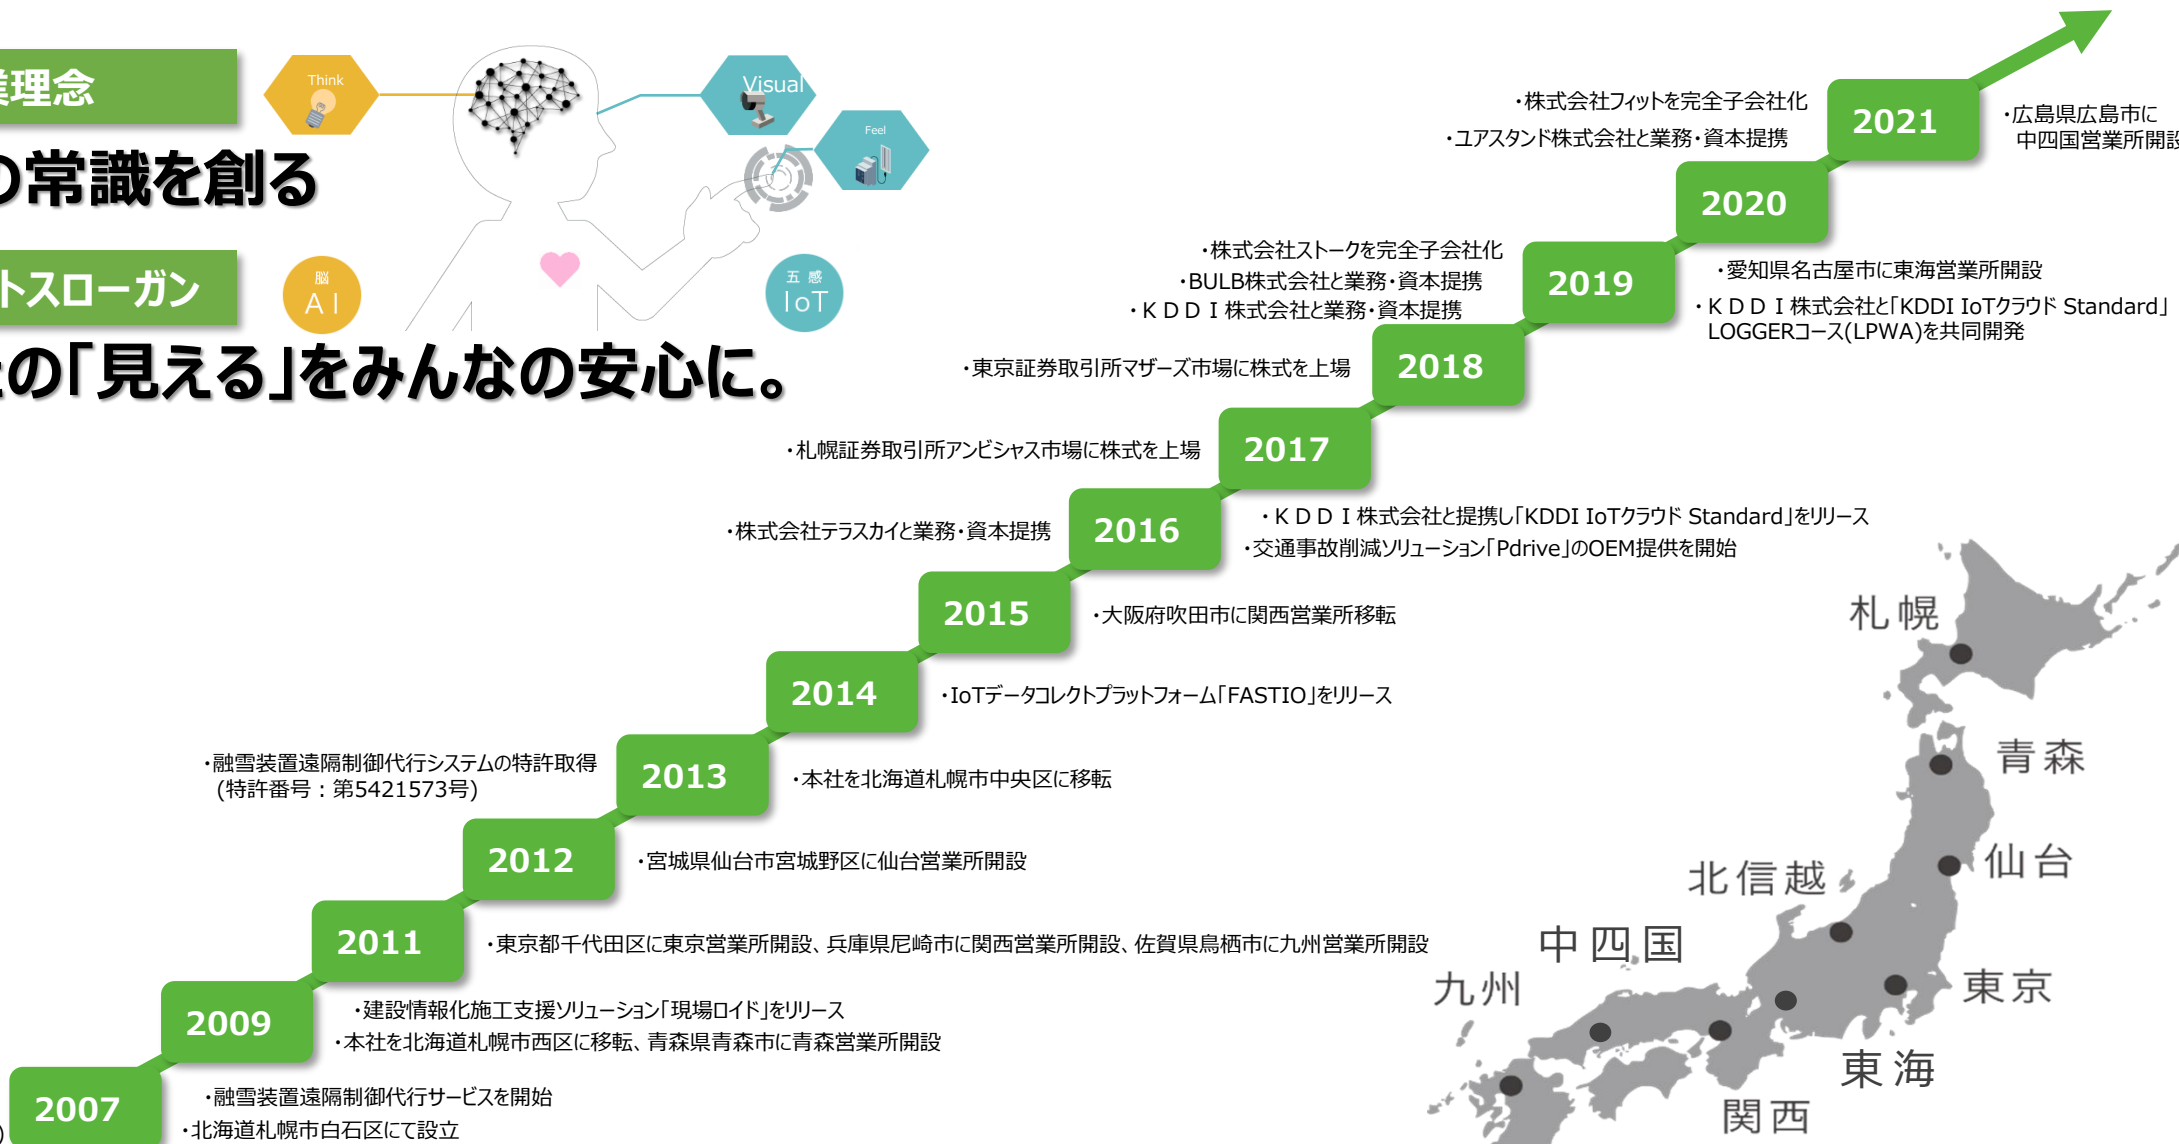 業理念
の常識を創る
トスローガン
の「見える」をみんなの安心に。
Think
Visual
Feel
脳
AI
五感
IoT
2021
・株式会社フィットを完全子会社化
・ユアスタンド株式会社と業務・資本提携
・広島県広島市に
中四国営業所開設
2020
・愛知県名古屋市に東海営業所開設
・ＫＤＤＩ株式会社と「KDDI IoTクラウド Standard」
LOGGERコース(LPWA)を共同開発
2019
・株式会社ストークを完全子会社化
・BULB株式会社と業務・資本提携
・ＫＤＤＩ株式会社と業務・資本提携
2018
・東京証券取引所マザーズ市場に株式を上場
2017
・札幌証券取引所アンビシャス市場に株式を上場
・ＫＤＤＩ株式会社と提携し「KDDI IoTクラウド Standard」をリリース
・交通事故削減ソリューション「Pdrive」のOEM提供を開始
2016
・株式会社テラスカイと業務・資本提携
2015
・大阪府吹田市に関西営業所移転
2014
・IoTデータコレクトプラットフォーム「FASTIO」をリリース
2013
・融雪装置遠隔制御代行システムの特許取得
(特許番号：第5421573号)
・本社を北海道札幌市中央区に移転
2012
・宮城県仙台市宮城野区に仙台営業所開設
2011
・東京都千代田区に東京営業所開設、兵庫県尼崎市に関西営業所開設、佐賀県鳥栖市に九州営業所開設
2009
・建設情報化施工支援ソリューション「現場ロイド」をリリース
・本社を北海道札幌市西区に移転、青森県青森市に青森営業所開設
2007
・融雪装置遠隔制御代行サービスを開始
・北海道札幌市白石区にて設立
)
札幌
青森
仙台
北信越
中四国
九州
東京
東海
関西